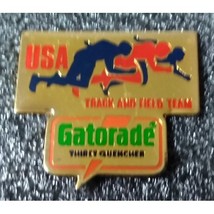 USA
TRACK AND FIELD TEAM
Gatorade
THIRST QUENCHER